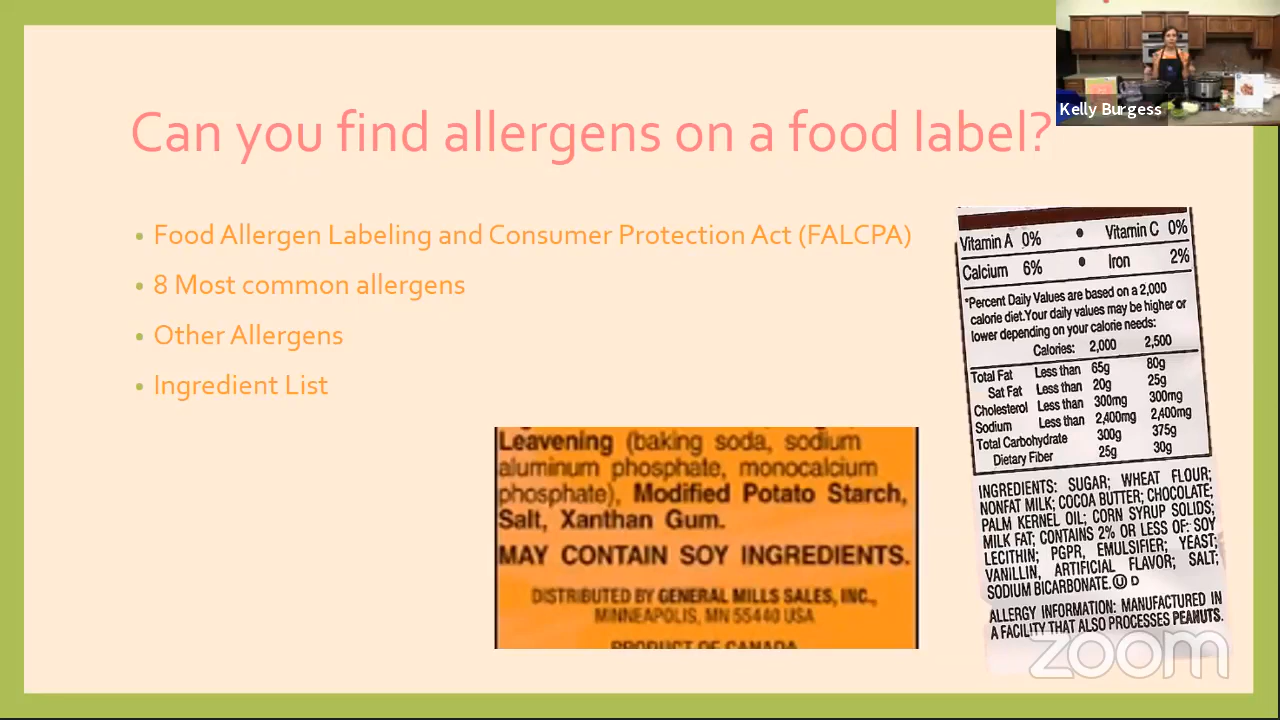 Kelly Burgess
Can you find allergens on a food label?
• Food Allergen Labeling and Consumer Protection Act (FALCPA)
• 8 Most common allergens
• Other Allergens
• Ingredient List
Leavening (baking soda, sodium
aluminum phosphate, monocalcium
phosphate), Modified Potato Starch,
Salt, Xanthan Gum.
MAY CONTAIN SOY INGREDIENTS.
DISTRIBUTED BY GENERAL MILLS SALES, INC.,
MINNEAPOLIS, MN 55440 USA
PRODUCT OF CANADA
Vitamin A 0% • Vitamin C 0%
Calcium 6% • Iron 2%
*Percent Daily Values are based on a 2,000
calorie diet.Your daily values may be higher or
lower depending on your calorie needs:
Calories: 2,000 2,500
Total Fat Less than 65g 80g
Sat Fat Less than 20g 25g
Cholesterol Less than 300mg 300mg
Sodium Less than 2,400mg 2,400mg
Total Carbohydrate 300g 375g
Dietary Fiber 25g 30g
INGREDIENTS: SUGAR; WHEAT FLOUR;
NONFAT MILK; COCOA BUTTER; CHOCOLATE;
PALM KERNEL OIL; CORN SYRUP SOLIDS;
MILK FAT; CONTAINS 2% OR LESS OF: SOY
LECITHIN; PGPR, EMULSIFIER; YEAST;
VANILLIN, ARTIFICIAL FLAVOR; SALT;
SODIUM BICARBONATE. U D
ALLERGY INFORMATION: MANUFACTURED IN
A FACILITY THAT ALSO PROCESSES PEANUTS.
zoom